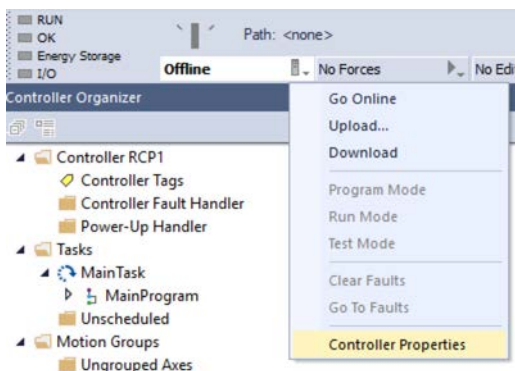 RUN
OK
Energy Storage
I/O
Path: <none>
Offline
No Forces
No Edi
Controller Organizer
Controller RCP1
Controller Tags
Controller Fault Handler
Power-Up Handler
Tasks
MainTask
MainProgram
Unscheduled
Motion Groups
Ungrouped Axes
Go Online
Upload...
Download
Program Mode
Run Mode
Test Mode
Clear Faults
Go To Faults
Controller Properties